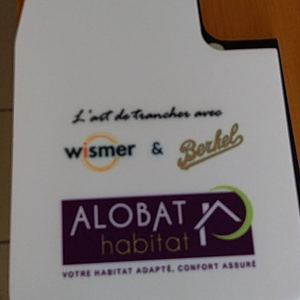 L'art de trancher avec
wismer & Berkel
ALOBAT
habitat
VOTRE HABITAT ADAPTÉ, CONFORT ASSURÉ